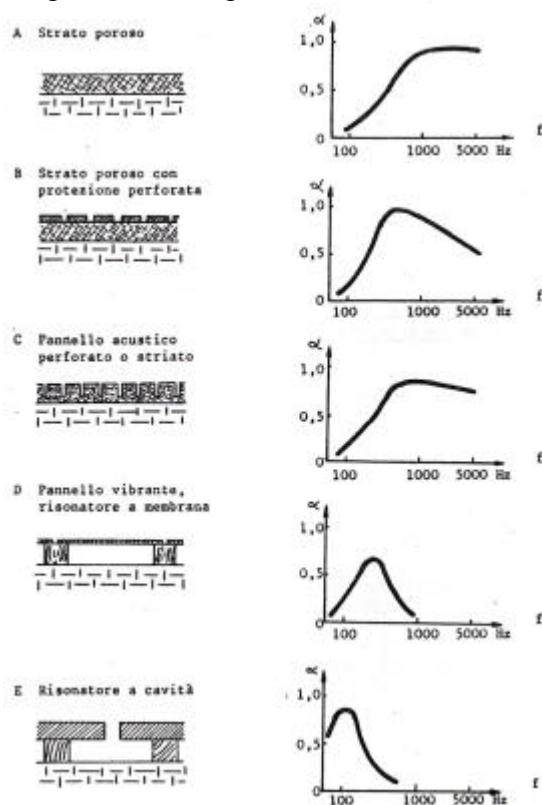 A Strato poroso
α
0,5
0
100 1000 5000 Hz f
B Strato poroso con
protezione perforata
α
1,0
0,5
0
100 1000 5000 Hz f
C Pannello acustico
perforato o striato
α
1,0
0,5
0
100 1000 5000 Hz f
D Pannello vibrante,
risonatore a membrana
α
1,0
0,5
0
100 1000 5000 Hz f
E Risonatore a cavità
α
1,0
0,5
0
100 1000 5000 Hz f